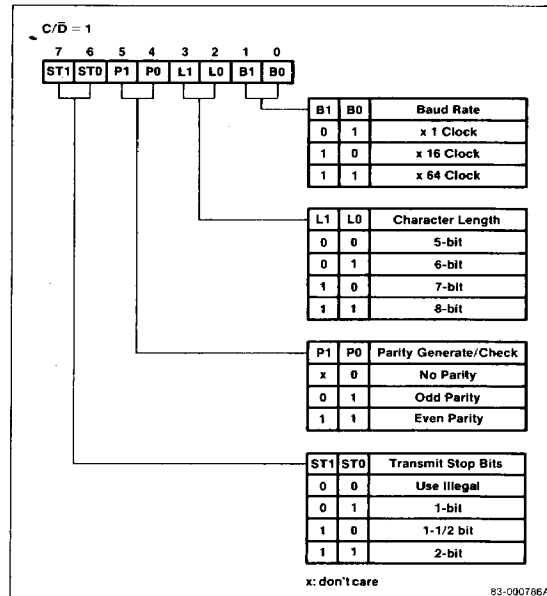 C/D̅ = 1
7 6 5 4 3 2 1 0
ST1 ST0 P1 P0 L1 L0 B1 B0
B1 B0 Baud Rate
0 1 x 1 Clock
1 0 x 16 Clock
1 1 x 64 Clock
L1 L0 Character Length
0 0 5-bit
0 1 6-bit
1 0 7-bit
1 1 8-bit
P1 P0 Parity Generate/Check
x 0 No Parity
0 1 Odd Parity
1 1 Even Parity
ST1 ST0 Transmit Stop Bits
0 0 Use Illegal
0 1 1-bit
1 0 1-1/2 bit
1 1 2-bit
x: don't care
83-000786A